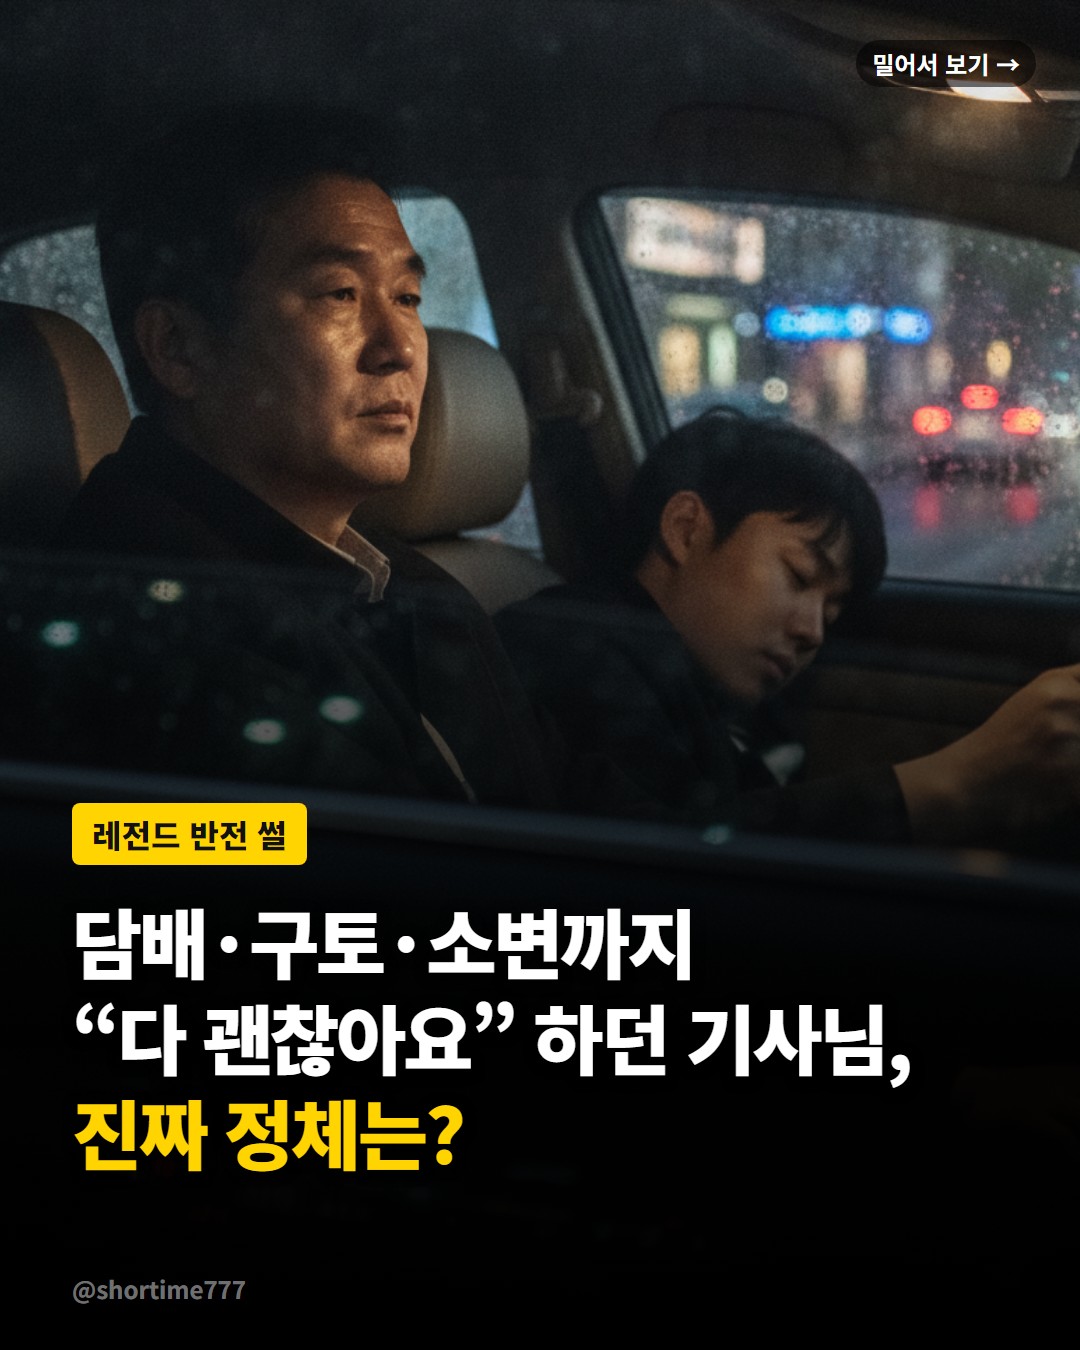 밀어서 보기 →
레전드 반전 썰
담배·구토·소변까지
“다 괜찮아요” 하던 기사님,
진짜 정체는?
@shortime777